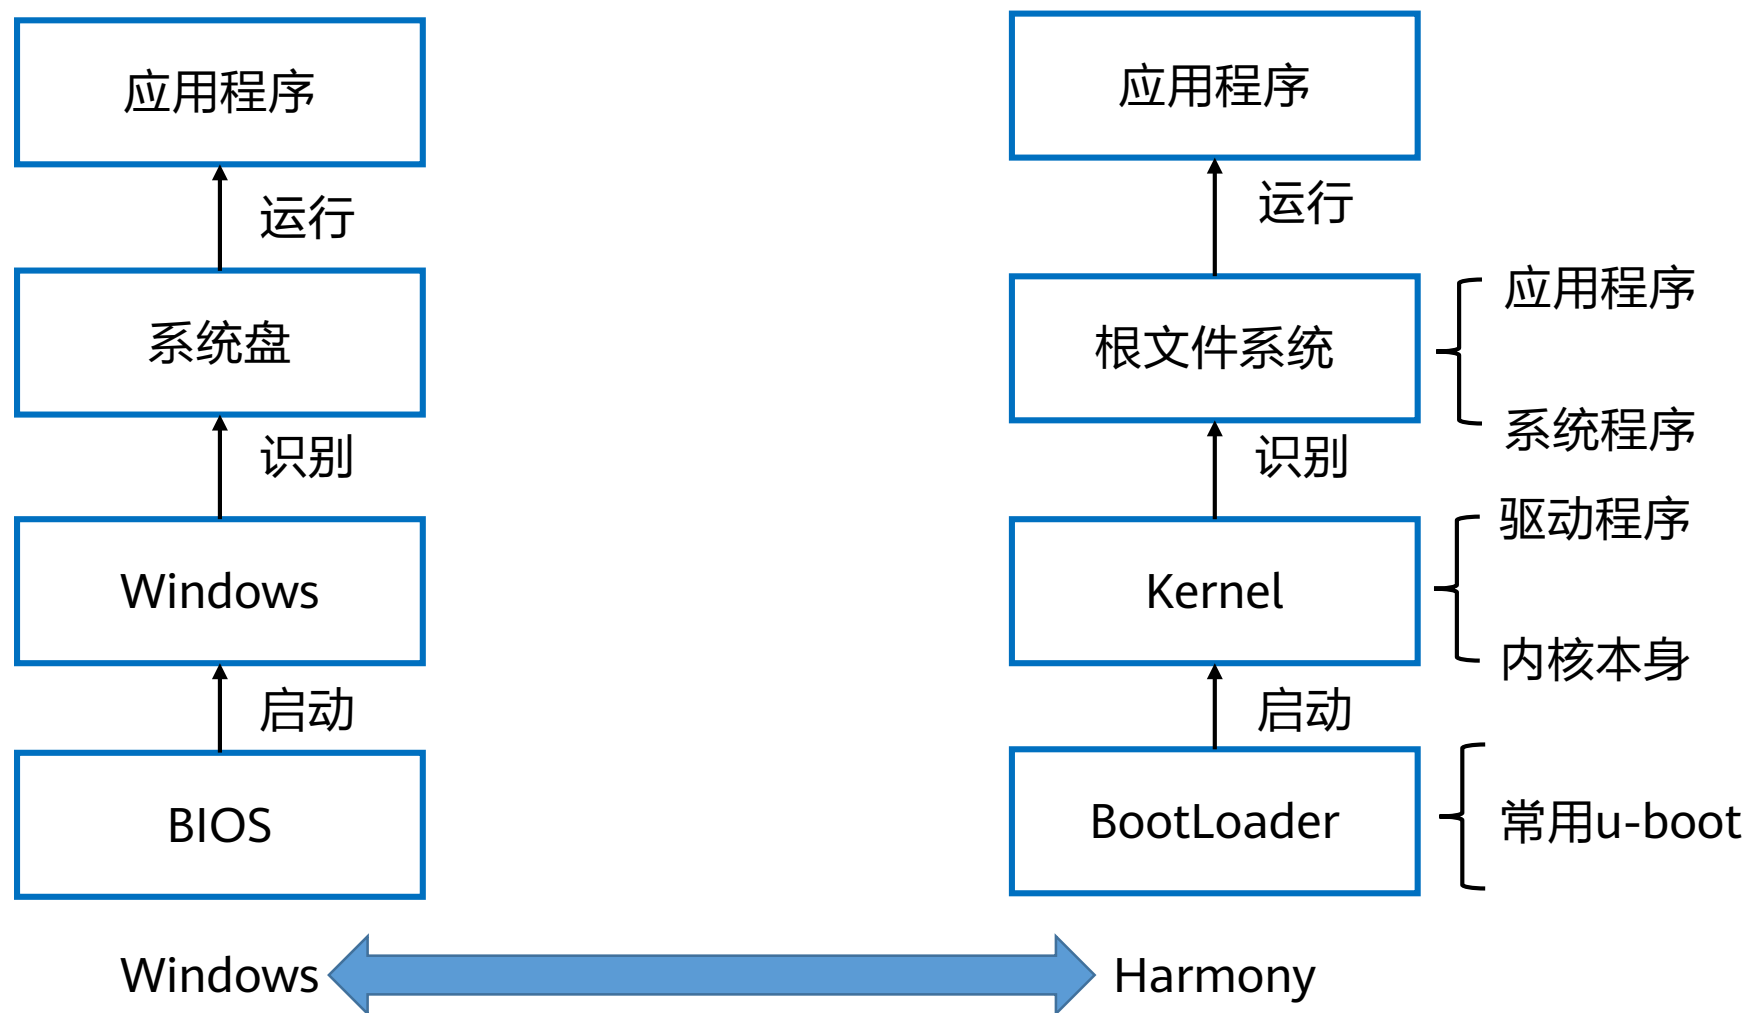 应用程序
运行
系统盘
识别
Windows
启动
BIOS
Windows
应用程序
运行
根文件系统
应用程序
系统程序
识别
Kernel
驱动程序
内核本身
启动
BootLoader
常用u-boot
Harmony